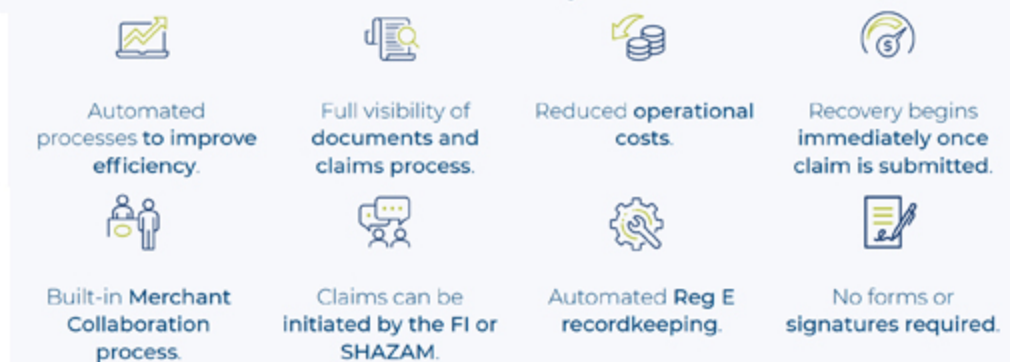 Automated
processes to improve
efficiency.
Full visibility of
documents and
claims process.
Reduced operational
costs.
Recovery begins
immediately once
claim is submitted.
Built-in Merchant
Collaboration
process.
Claims can be
initiated by the FI or
SHAZAM.
Automated Reg E
recordkeeping.
No forms or
signatures required.